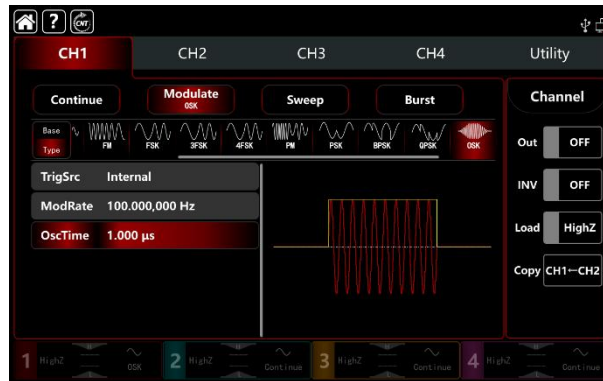 ? CNT
CH1 CH2 CH3 CH4 Utility
Continue Modulate Sweep Burst Channel
OSK
Base
Type FM FSK 3FSK 4FSK PM PSK BPSK QPSK OSK
Out OFF
TrigSrc Internal
INV OFF
ModRate 100.000,000 Hz
Load HighZ
OscTime 1.000 µs
Copy CH1←CH2
1 HighZ OSK 2 HighZ Continue 3 HighZ Continue 4 HighZ Continue